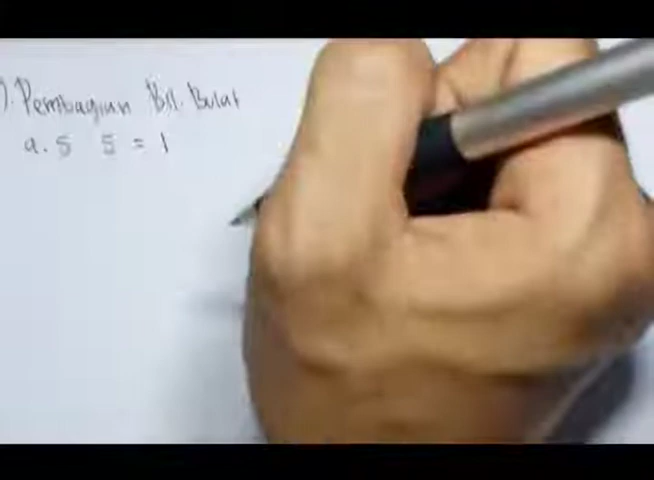 ). Pembagian Bil. Bulat
a. 5 5 = 1